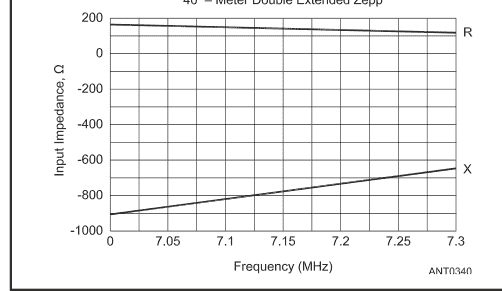 40 – Meter Double Extended Zepp
200
0
-200
-400
-600
-800
-1000
Input Impedance, Ω
R
X
0 7.05 7.1 7.15 7.2 7.25 7.3
Frequency (MHz)
ANT0340